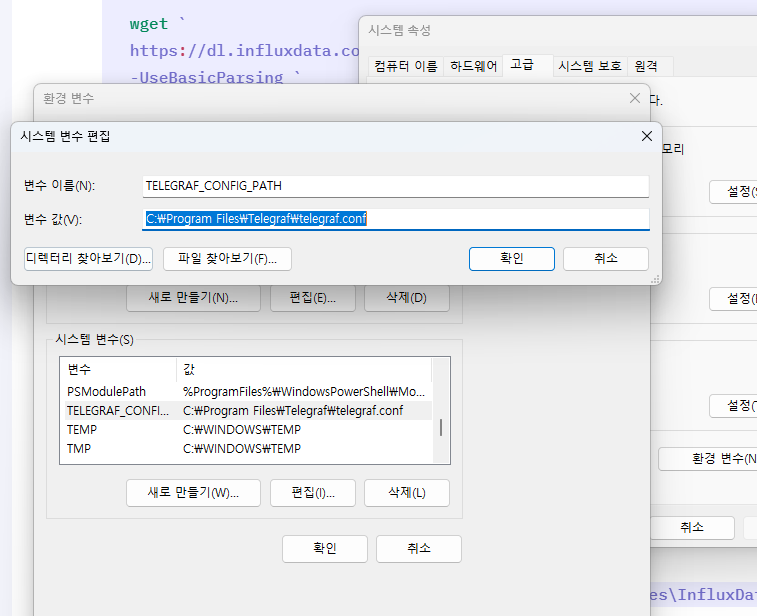 wget `
https://dl.influxdata.co
-UseBasicParsing `
시스템 속성
컴퓨터 이름
하드웨어
고급
시스템 보호
원격
환경 변수
다.
시스템 변수 편집
모리
변수 이름(N):
TELEGRAF_CONFIG_PATH
변수 값(V):
C:₩Program Files₩Telegraf₩telegraf.conf
디렉터리 찾아보기(D)...
파일 찾아보기(F)...
확인
취소
설정(S
새로 만들기(N)...
편집(E)...
삭제(D)
설정(E
시스템 변수(S)
변수
값
PSModulePath
%ProgramFiles%₩WindowsPowerShell₩Mo...
TELEGRAF_CONFI...
C:₩Program Files₩Telegraf₩telegraf.conf
TEMP
C:₩WINDOWS₩TEMP
TMP
C:₩WINDOWS₩TEMP
설정(T
환경 변수(N
새로 만들기(W)...
편집(I)...
삭제(L)
취소
확인
취소
es\InfluxDat